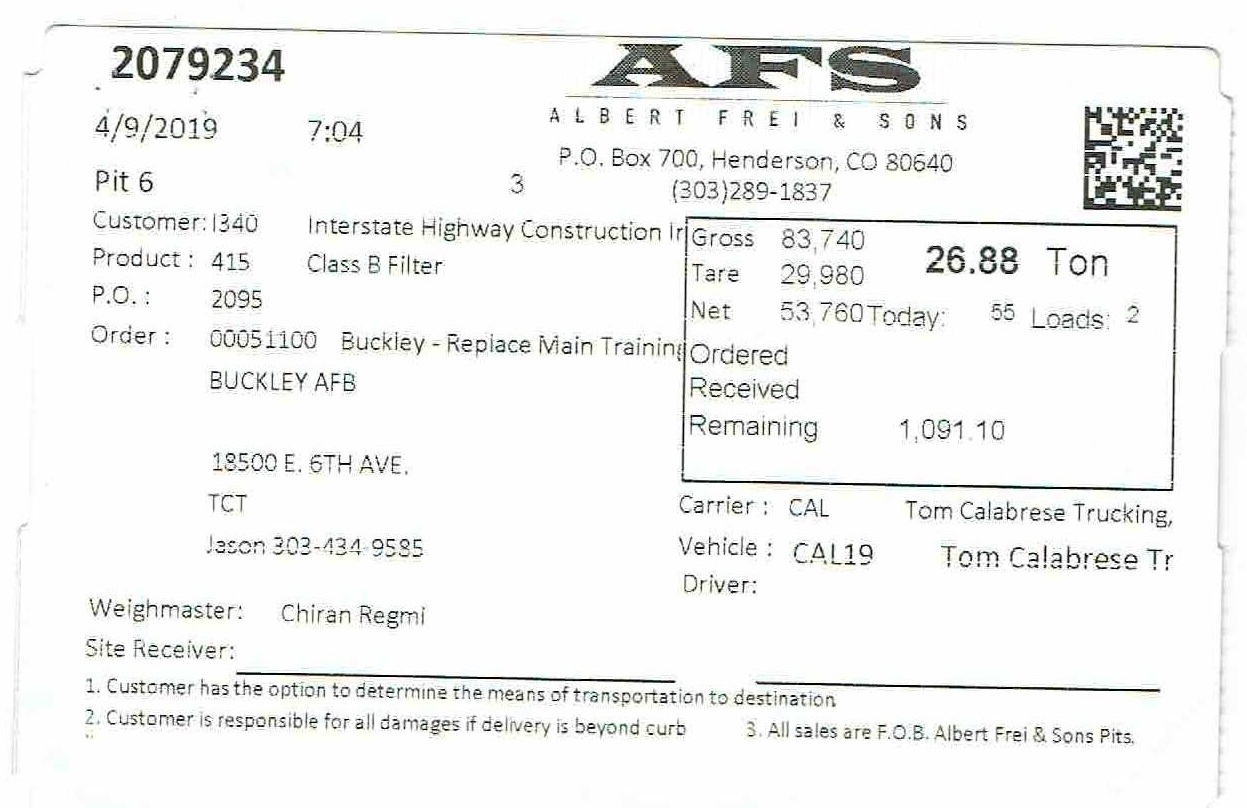 2079234
AFS
ALBERT FREI & SONS
4/9/2019 7:04
P.O. Box 700, Henderson, CO 80640
Pit 6 3 (303)289-1837
Customer: I340 Interstate Highway Construction Ir
Product : 415 Class B Filter
P.O. : 2095
Order : 00051100 Buckley - Replace Main Training
BUCKLEY AFB
18500 E. 6TH AVE.
TCT
Jason 303-434-9585
Gross 83,740 26.88 Ton
Tare 29,980
Net 53,760 Today: 55 Loads: 2
Ordered
Received
Remaining 1,091.10
Carrier : CAL Tom Calabrese Trucking,
Vehicle : CAL19 Tom Calabrese Tr
Driver:
Weighmaster: Chiran Regmi
Site Receiver:
1. Customer has the option to determine the means of transportation to destination
2. Customer is responsible for all damages if delivery is beyond curb 3. All sales are F.O.B. Albert Frei & Sons Pits.